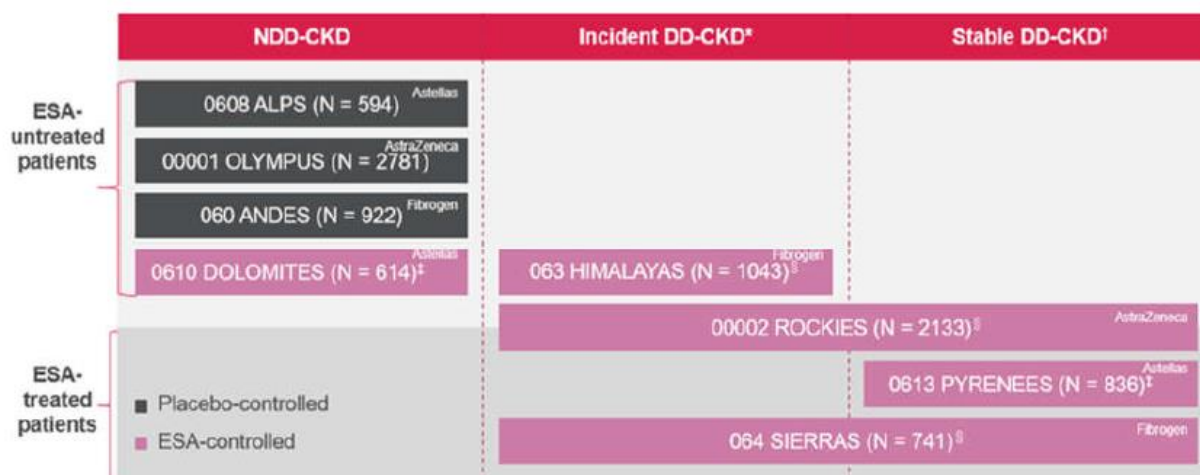 NDD-CKD
Incident DD-CKD*
Stable DD-CKD†
ESA-
untreated
patients
0608 ALPS (N = 594)
Astellas
00001 OLYMPUS (N = 2781)
AstraZeneca
060 ANDES (N = 922)
Fibrogen
0610 DOLOMITES (N = 614)‡
Astellas
063 HIMALAYAS (N = 1043)§
Fibrogen
00002 ROCKIES (N = 2133)§
AstraZeneca
ESA-
treated
patients
0613 PYRENEES (N = 836)‡
Astellas
Placebo-controlled
ESA-controlled
064 SIERRAS (N = 741)§
Fibrogen